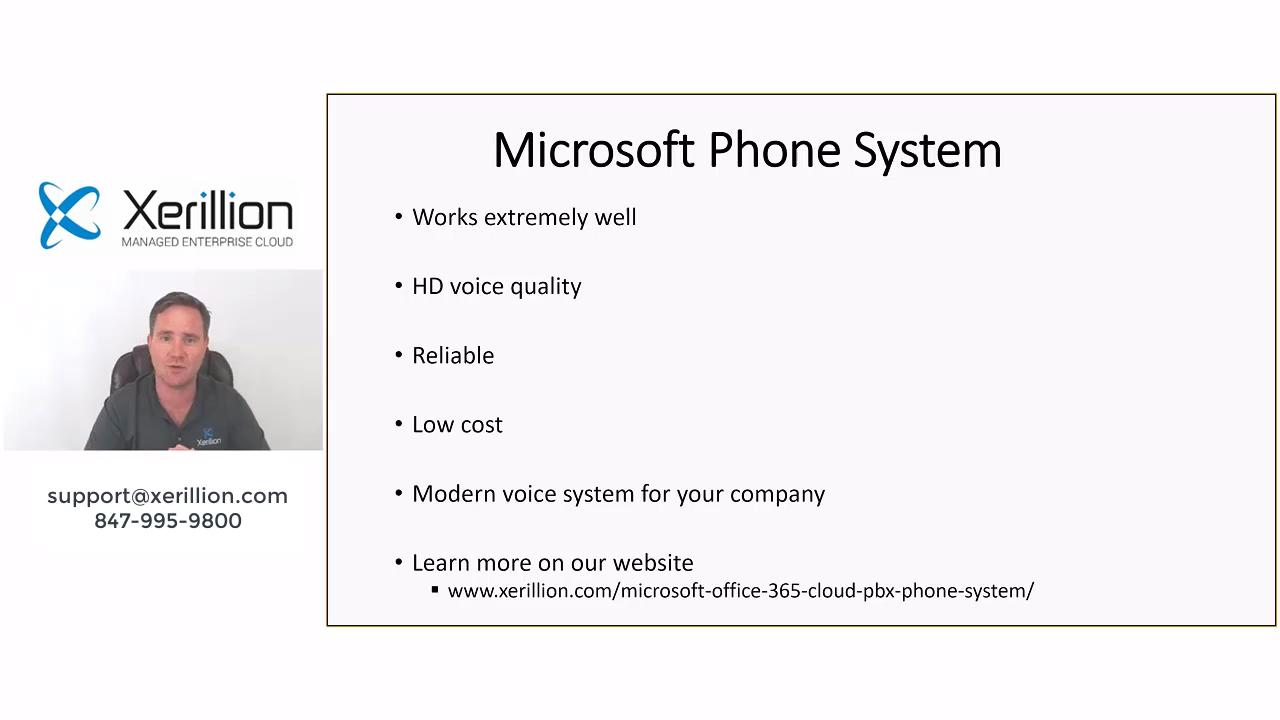 Xerillion
MANAGED ENTERPRISE CLOUD
Xerillion
support@xerillion.com
847-995-9800
Microsoft Phone System
• Works extremely well
• HD voice quality
• Reliable
• Low cost
• Modern voice system for your company
• Learn more on our website
▪ www.xerillion.com/microsoft-office-365-cloud-pbx-phone-system/